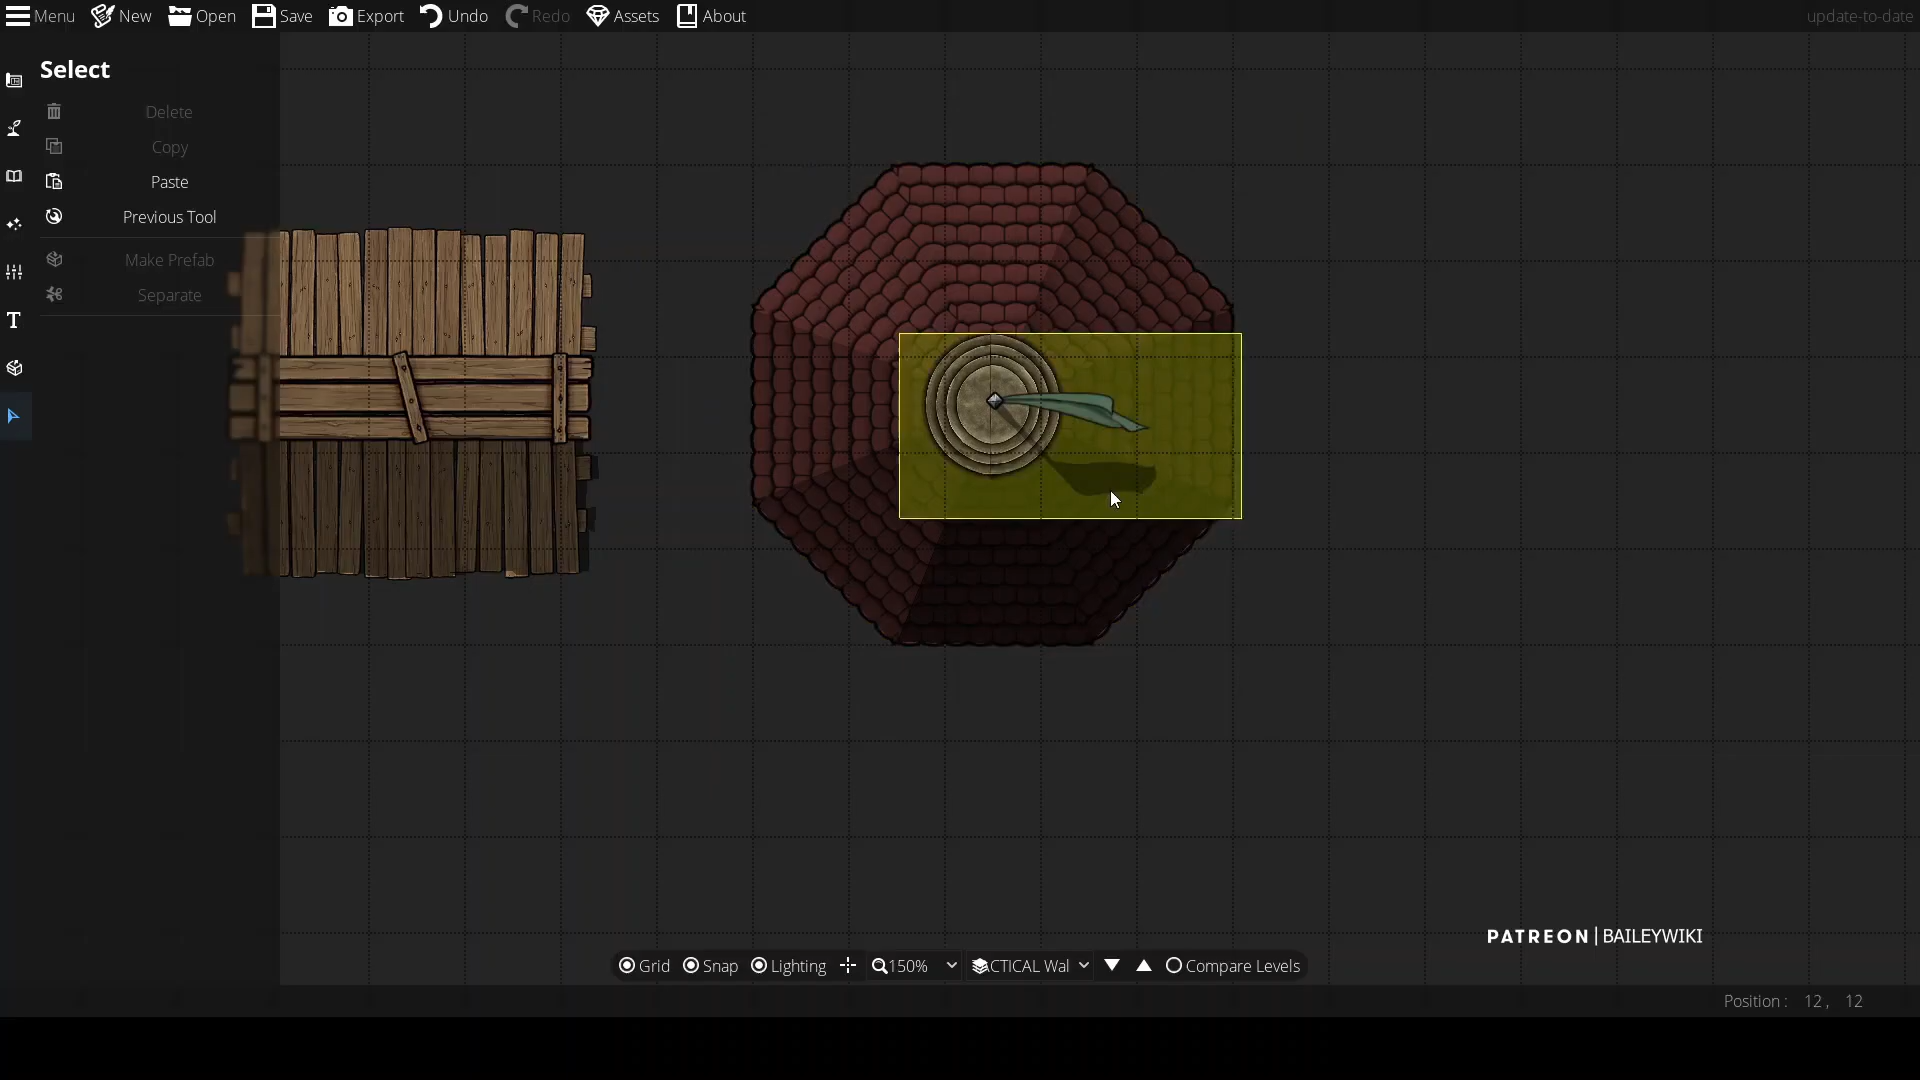 Menu New Open Save Export Undo Redo Assets About update-to-date
Select
Delete
Copy
Paste
Previous Tool
Make Prefab
Separate
T
PATREON | BAILEYWIKI
Grid Snap Lighting 150% ACTICAL Wal Compare Levels
Position : 12 , 12